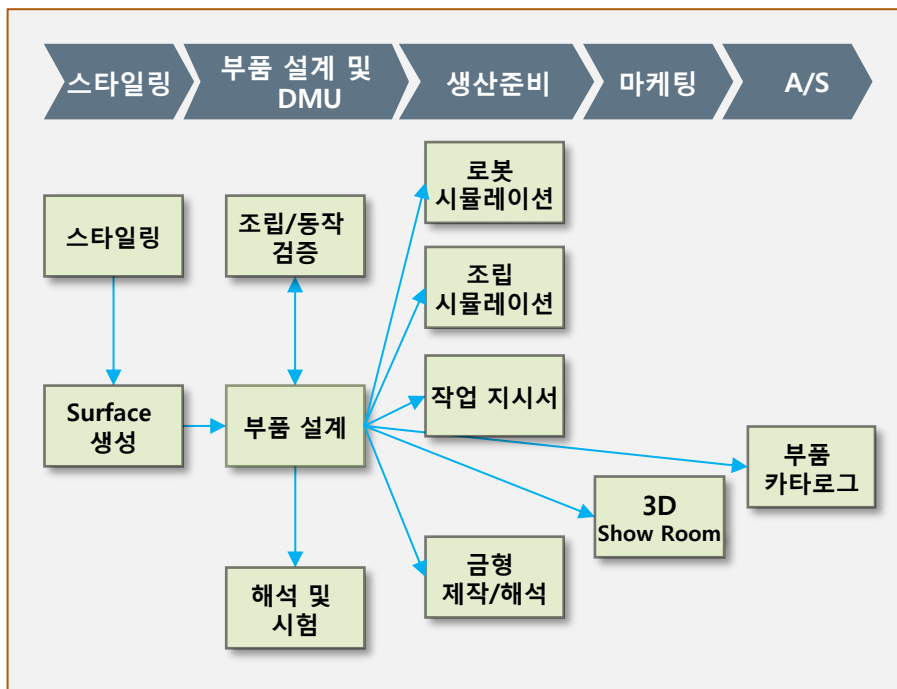 스타일링
부품 설계 및
DMU
생산준비
마케팅
A/S
로봇
시뮬레이션
스타일링
조립/동작
검증
조립
시뮬레이션
작업 지시서
Surface
생성
부품 설계
부품
카타로그
3D
Show Room
금형
제작/해석
해석 및
시험